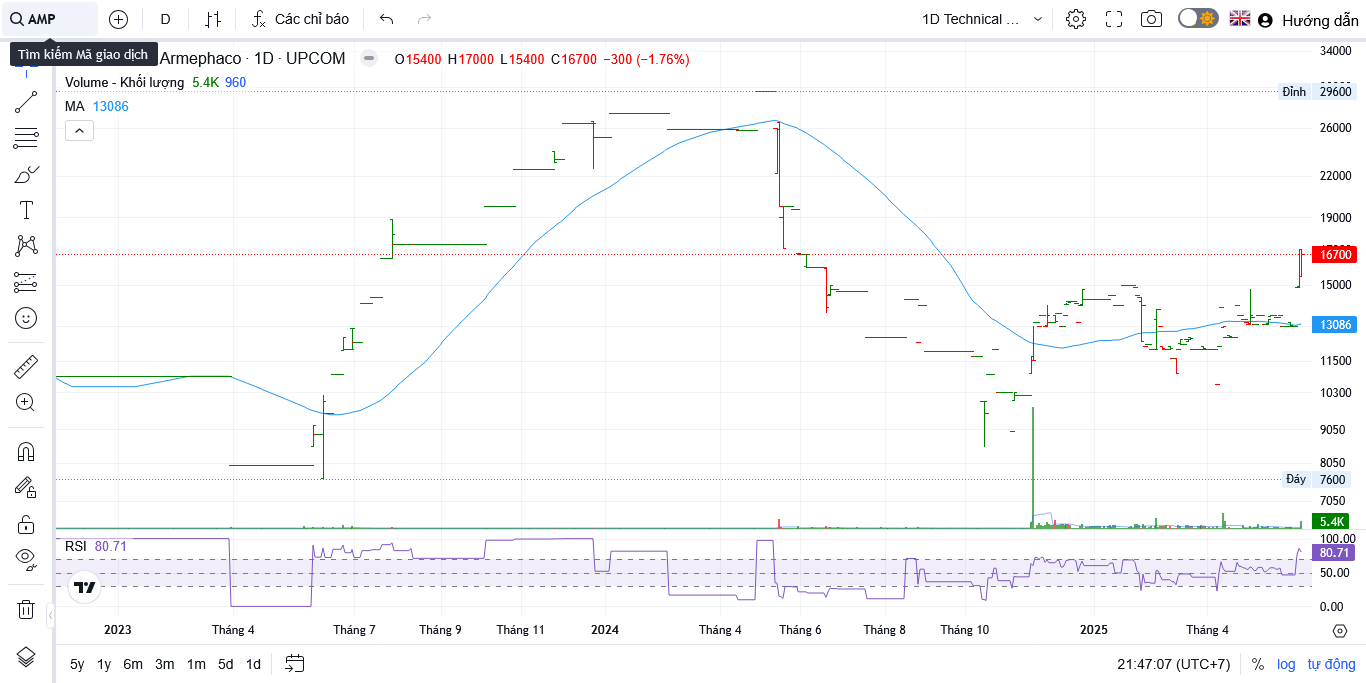 AMP
D
Các chỉ báo
1D Technical ...
Hướng dẫn
Tìm kiếm Mã giao dịch
Armephaco · 1D · UPCOM
O15400 H17000 L15400 C16700 −300 (−1.76%)
Volume - Khối lượng 5.4K 960
MA 13086
34000
Đỉnh 29600
26000
22000
19000
16700
15000
13086
11500
10300
9050
8050
Đáy 7600
7050
5.4K
RSI 80.71
100.00
80.71
50.00
0.00
2023 Tháng 4 Tháng 7 Tháng 9 Tháng 11 2024 Tháng 4 Tháng 6 Tháng 8 Tháng 10 2025 Tháng 4
5y 1y 6m 3m 1m 5d 1d
21:47:07 (UTC+7) % log tự động